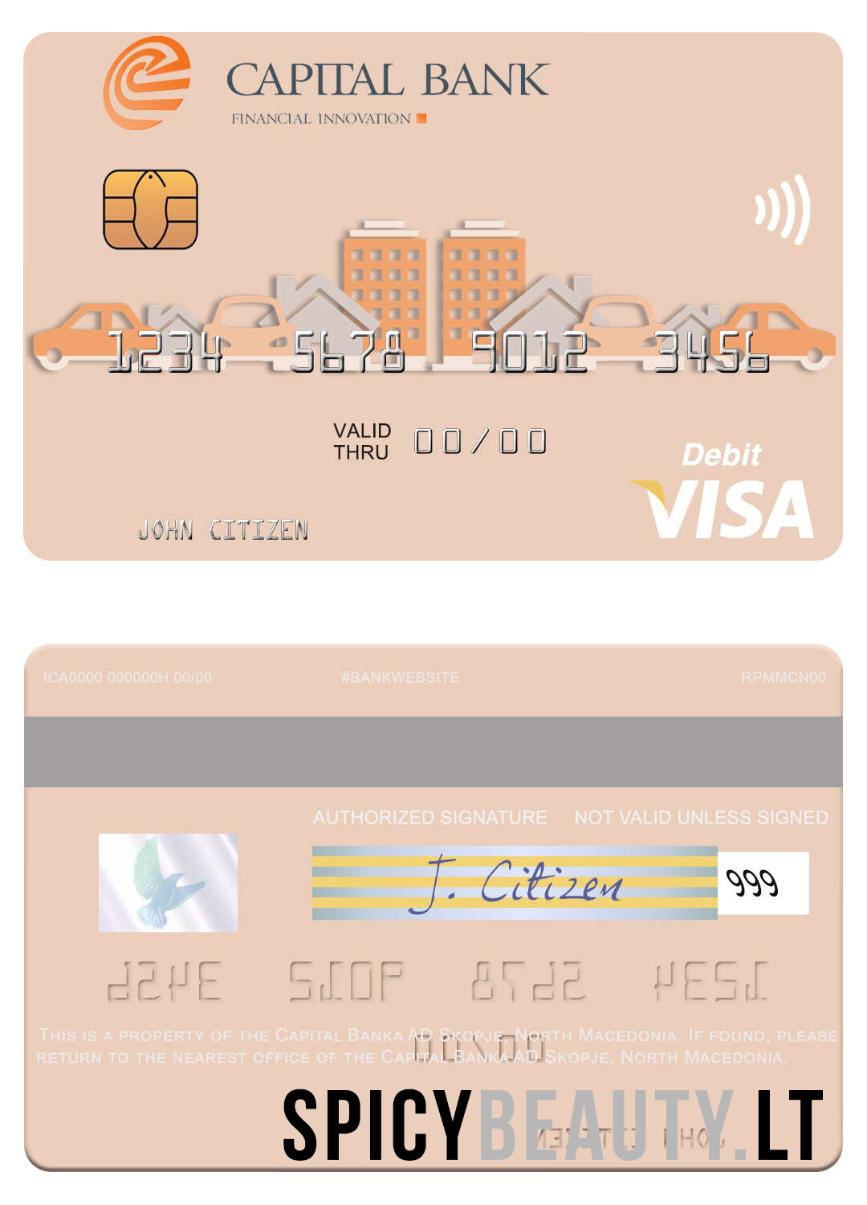 CAPITAL BANK
FINANCIAL INNOVATION
1234 5678 9012 3456
VALID THRU 00/00
Debit
VISA
JOHN CITIZEN
ICA0000 000000H 00/00 #BANKWEBSITE RPMMCN00
AUTHORIZED SIGNATURE NOT VALID UNLESS SIGNED
J. Citizen 999
THIS IS A PROPERTY OF THE CAPITAL BANKA AD SKOPJE, NORTH MACEDONIA. IF FOUND, PLEASE
RETURN TO THE NEAREST OFFICE OF THE CAPITAL BANKA AD SKOPJE, NORTH MACEDONIA.
SPICYBEAUTY.LT